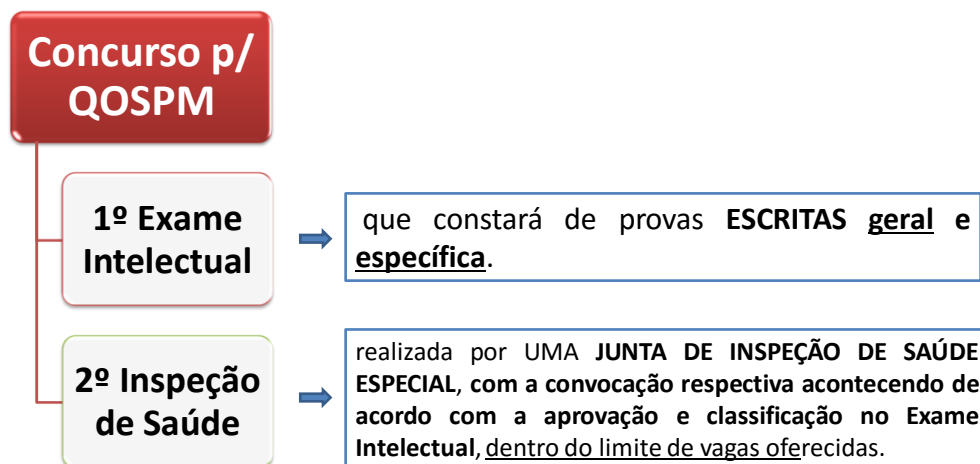 Concurso p/
QOSPM
1º Exame
Intelectual
que constará de provas ESCRITAS geral e
específica.
2º Inspeção
de Saúde
realizada por UMA JUNTA DE INSPEÇÃO DE SAÚDE
ESPECIAL, com a convocação respectiva acontecendo de
acordo com a aprovação e classificação no Exame
Intelectual, dentro do limite de vagas oferecidas.